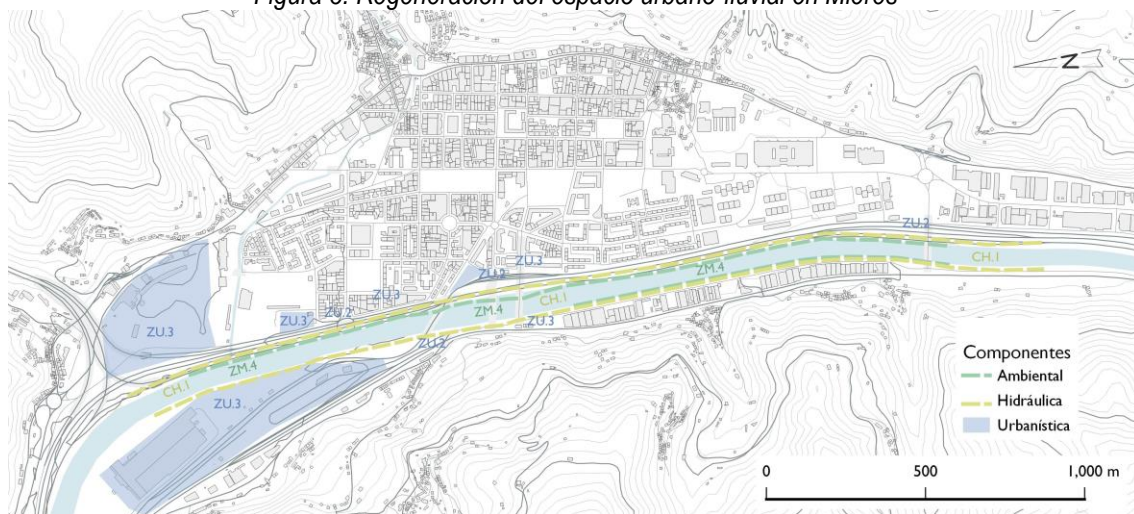 Figura 5. Regeneración del espacio urbano fluvial en Mieres
N
ZU.2
ZU.3
ZU.2
CH.1
ZM.4
ZU.3
CH.1
ZM.4
ZU.3
ZU.2
ZU.3
ZU.3
ZU.2
ZM.4
CH.1
ZU.3
Componentes
Ambiental
Hidráulica
Urbanística
0 500 1,000 m